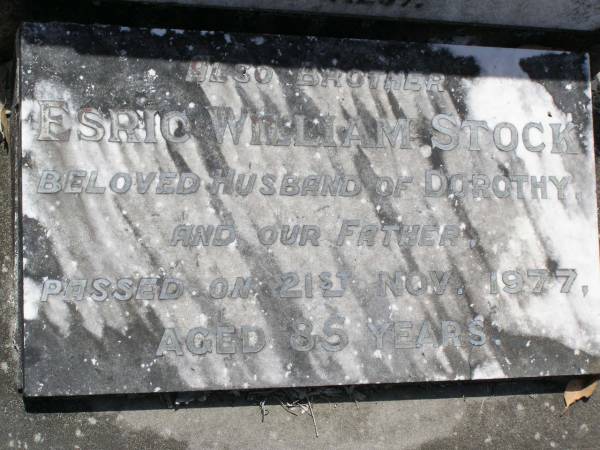 ALSO BROTHER
ESRIC WILLIAM STOCK
BELOVED HUSBAND OF DOROTHY,
AND OUR FATHER,
PASSED ON 21ST NOV. 1977,
AGED 85 YEARS.